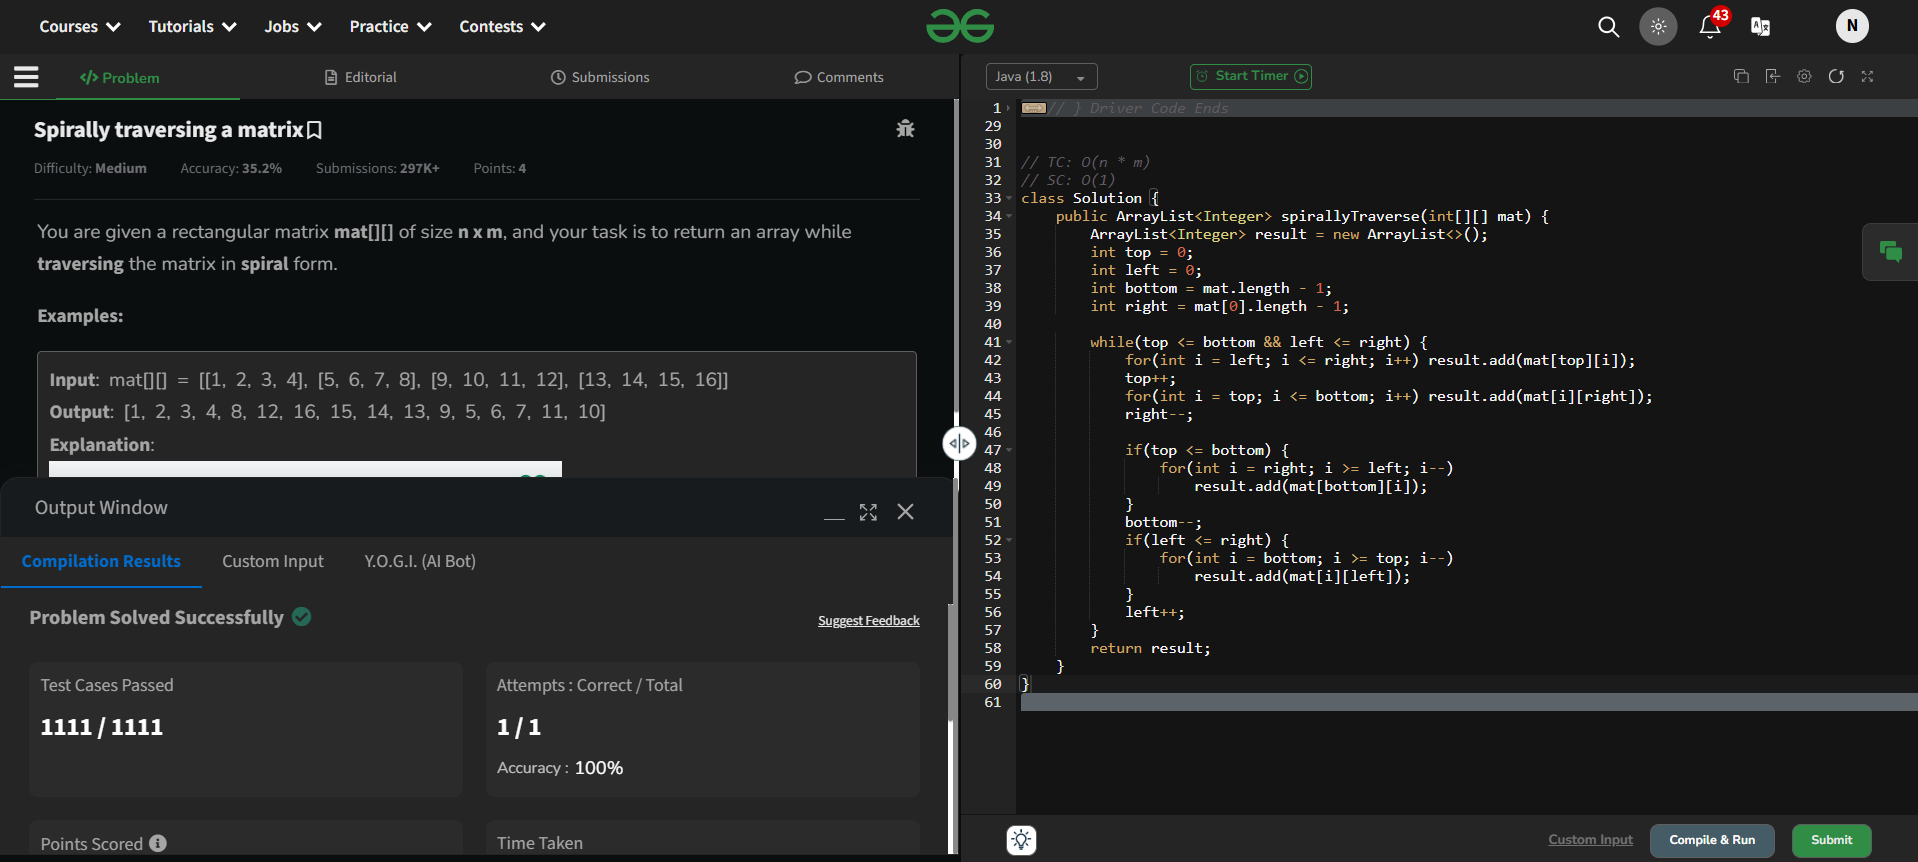 Courses Tutorials Jobs Practice Contests
43
N
</> Problem Editorial Submissions Comments
Spirally traversing a matrix
Difficulty: Medium Accuracy: 35.2% Submissions: 297K+ Points: 4
You are given a rectangular matrix mat[][] of size n x m, and your task is to return an array while
traversing the matrix in spiral form.
Examples:
Input: mat[][] = [[1, 2, 3, 4], [5, 6, 7, 8], [9, 10, 11, 12], [13, 14, 15, 16]]
Output: [1, 2, 3, 4, 8, 12, 16, 15, 14, 13, 9, 5, 6, 7, 11, 10]
Explanation:
Output Window
Compilation Results Custom Input Y.O.G.I. (AI Bot)
Problem Solved Successfully
Suggest Feedback
Test Cases Passed
1111 / 1111
Attempts : Correct / Total
1 / 1
Accuracy : 100%
Points Scored
Time Taken
Java (1.8) Start Timer
1 // } Driver Code Ends
29
30
31 // TC: O(n * m)
32 // SC: O(1)
33 class Solution {
34 public ArrayList<Integer> spirallyTraverse(int[][] mat) {
35 ArrayList<Integer> result = new ArrayList<>();
36 int top = 0;
37 int left = 0;
38 int bottom = mat.length - 1;
39 int right = mat[0].length - 1;
40
41 while(top <= bottom && left <= right) {
42 for(int i = left; i <= right; i++) result.add(mat[top][i]);
43 top++;
44 for(int i = top; i <= bottom; i++) result.add(mat[i][right]);
45 right--;
46
47 if(top <= bottom) {
48 for(int i = right; i >= left; i--)
49 result.add(mat[bottom][i]);
50 }
51 bottom--;
52 if(left <= right) {
53 for(int i = bottom; i >= top; i--)
54 result.add(mat[i][left]);
55 }
56 left++;
57 }
58 return result;
59 }
60 }
61
Custom Input Compile & Run Submit